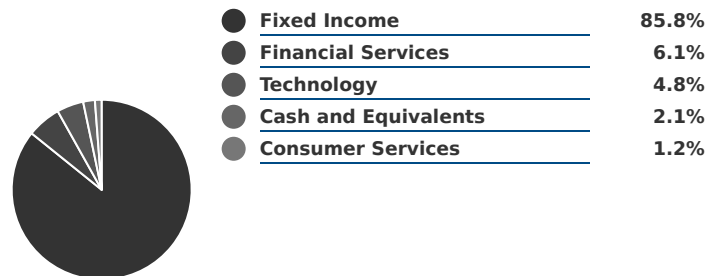 Fixed Income 85.8%
Financial Services 6.1%
Technology 4.8%
Cash and Equivalents 2.1%
Consumer Services 1.2%